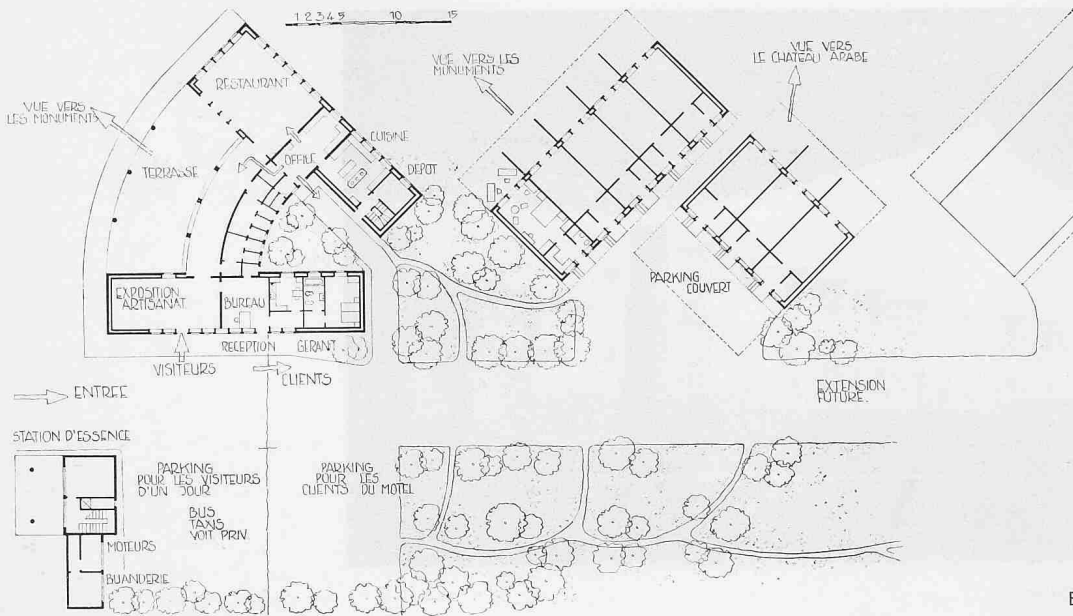 1 2 3 4 5 10 15
RESTAURANT
VUE VERS
LES MONUMENTS
TERRASSE
OFFICE
CUISINE
DEPOT
VUE VERS LES
MONUMENTS
VUE VERS
LE CHATEAU ARABE
EXPOSITION
ARTISANAT.
BUREAU
RECEPTION
GERANT
PARKING
COUVERT
VISITEURS
CLIENTS
ENTREE
EXTENSION
FUTURE.
STATION D'ESSENCE
PARKING
POUR LES VISITEURS
D'UN JOUR
BUS
TAXIS
VOIT PRIV.
PARKING
POUR LES
CLIENTS DU MOTEL
MOTEURS
BUANDERIE